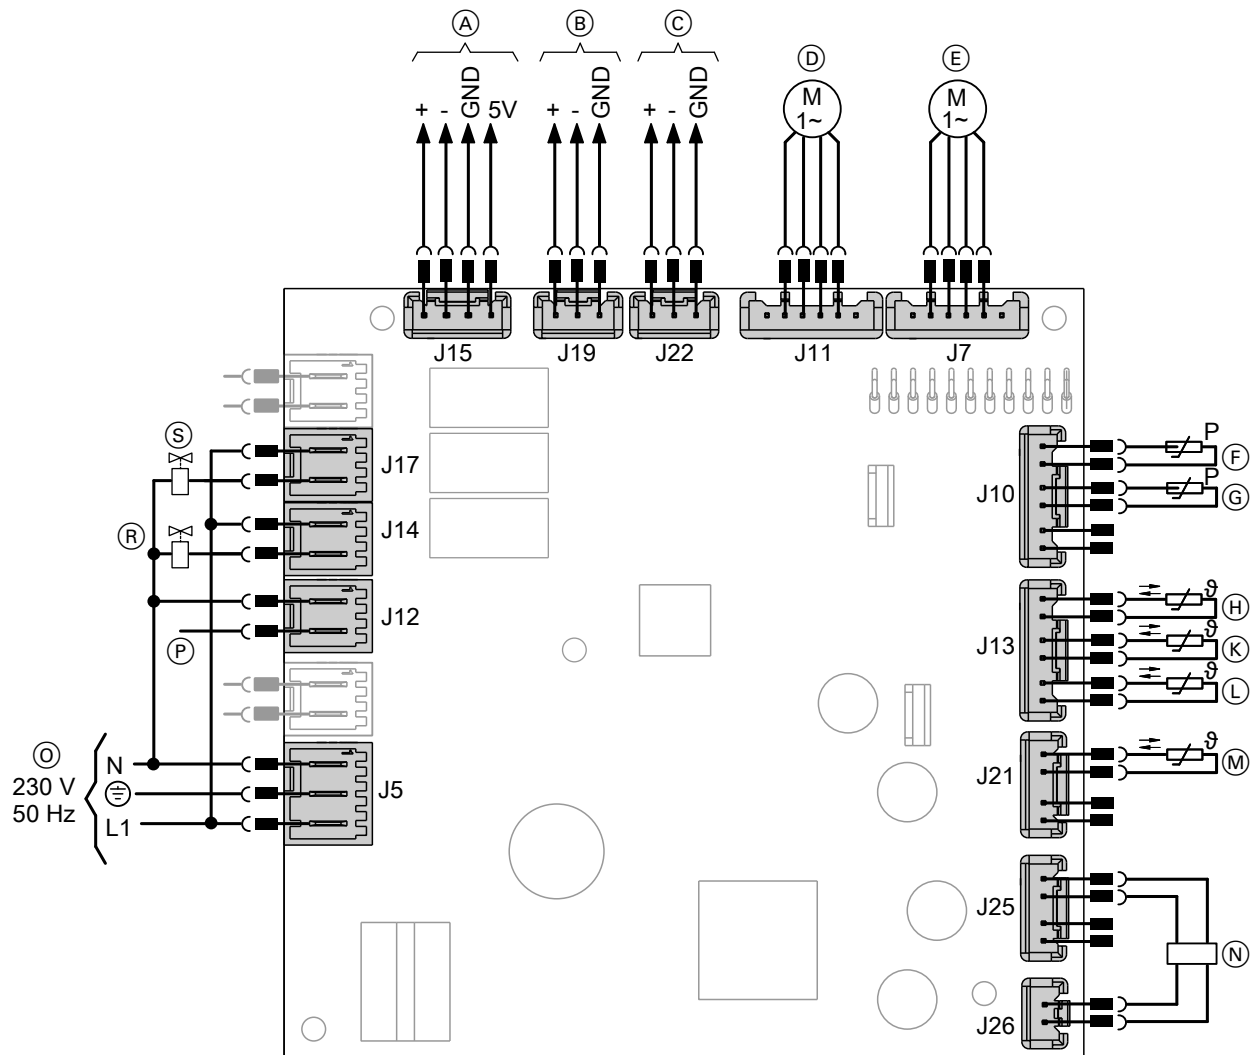 A B C
D E
+ - GND 5V
+ - GND
+ - GND
M
1~
M
1~
J15 J19 J22 J11 J7
S
J17
R
J14
J12
P
O
230 V
50 Hz
N
L1
J5
J10
P
F
P
G
J13
ϑ
H
ϑ
K
ϑ
L
J21
ϑ
M
J25
N
J26